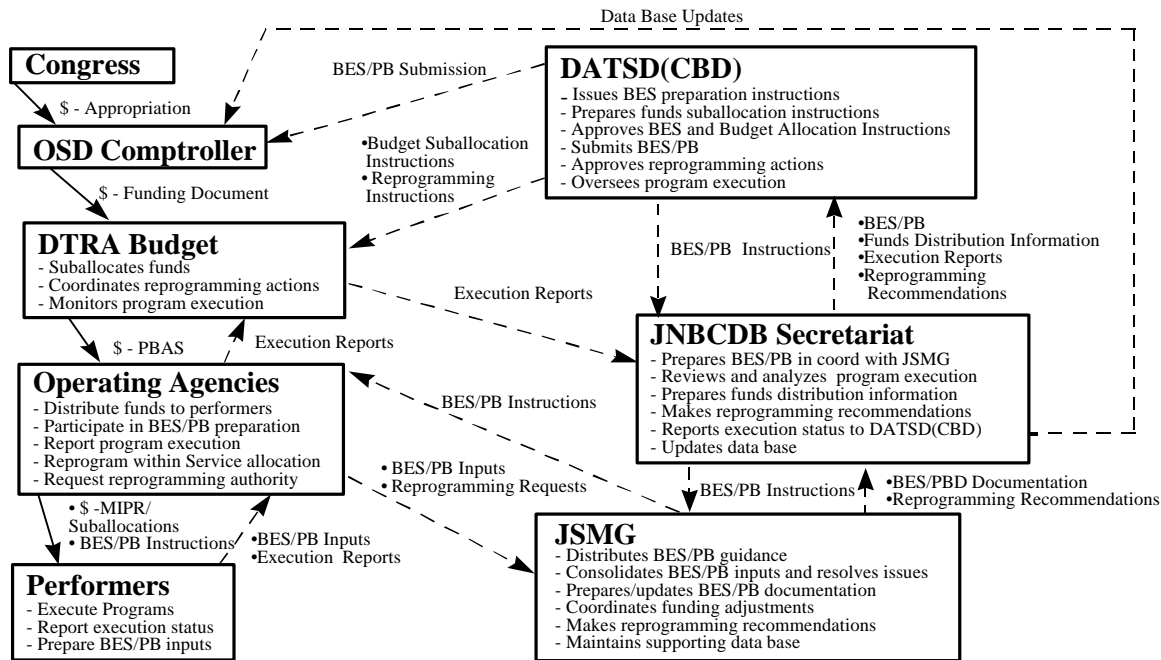 Data Base Updates
Congress
$ - Appropriation
OSD Comptroller
$ - Funding Document
DTRA Budget
- Suballocates funds
- Coordinates reprogramming actions
- Monitors program execution
$ - PBAS
Execution Reports
Operating Agencies
- Distribute funds to performers
- Participate in BES/PB preparation
- Report program execution
- Reprogram within Service allocation
- Request reprogramming authority
• $ -MIPR/
Suballocations
• BES/PB Instructions
•BES/PB Inputs
•Execution Reports
Performers
- Execute Programs
- Report execution status
- Prepare BES/PB inputs
BES/PB Submission
•Budget Suballocation
Instructions
• Reprogramming
Instructions
Execution Reports
BES/PB Instructions
• BES/PB Inputs
• Reprogramming Requests
DATSD(CBD)
- Issues BES preparation instructions
- Prepares funds suballocation instructions
- Approves BES and Budget Allocation Instructions
- Submits BES/PB
- Approves reprogramming actions
- Oversees program execution
BES/PB Instructions
•BES/PB
•Funds Distribution Information
•Execution Reports
•Reprogramming
Recommendations
JNBCDB Secretariat
- Prepares BES/PB in coord with JSMG
- Reviews and analyzes program execution
- Prepares funds distribution information
- Makes reprogramming recommendations
- Reports execution status to DATSD(CBD)
- Updates data base
BES/PB Instructions
•BES/PBD Documentation
•Reprogramming Recommendations
JSMG
- Distributes BES/PB guidance
- Consolidates BES/PB inputs and resolves issues
- Prepares/updates BES/PB documentation
- Coordinates funding adjustments
- Makes reprogramming recommendations
- Maintains supporting data base